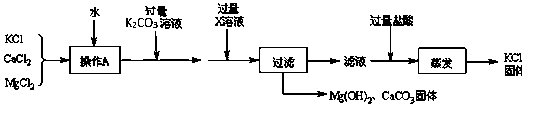 水
过量
K₂CO₃溶液
过量
X溶液
过量盐酸
KCl
CaCl₂
MgCl₂
操作A
过滤
滤液
蒸发
KCl
固体
Mg(OH)₂、CaCO₃固体